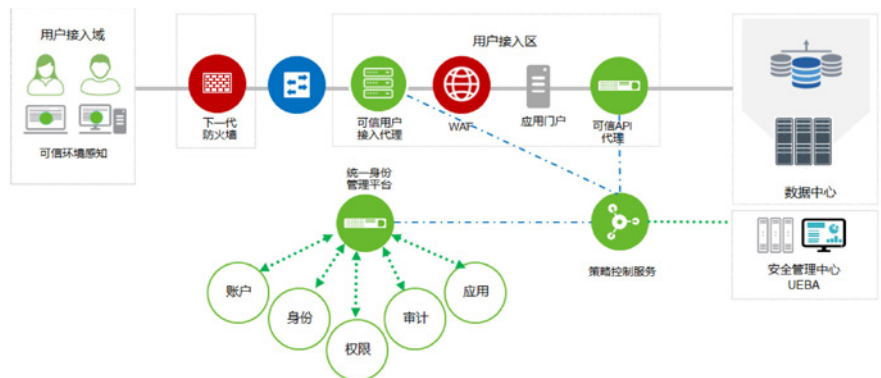 用户接入域
可信环境感知
下一代
防火墙
用户接入区
可信用户
接入代理
WAF
应用门户
可信API
代理
数据中心
统一身份
管理平台
策略控制服务
安全管理中心
UEBA
账户
身份
权限
审计
应用